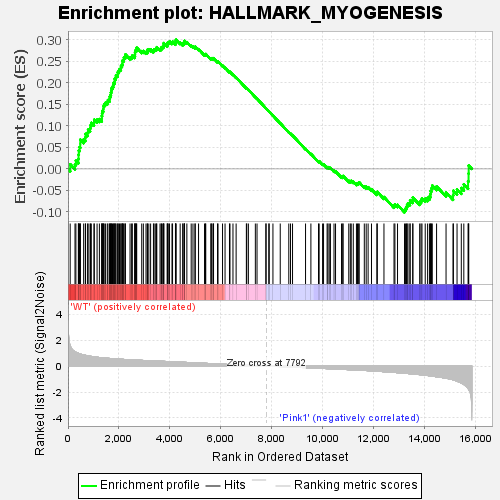 Enrichment plot: HALLMARK_MYOGENESIS
Enrichment score (ES)
0.30
0.25
0.20
0.15
0.10
0.05
0.00
-0.05
-0.10
Ranked list metric (Signal2Noise)
'WT' (positively correlated)
4
2
0
-2
-4
Zero cross at 7792
'Pink1' (negatively correlated)
0 2,000 4,000 6,000 8,000 10,000 12,000 14,000 16,000
Rank in Ordered Dataset
Enrichment profile Hits Ranking metric scores